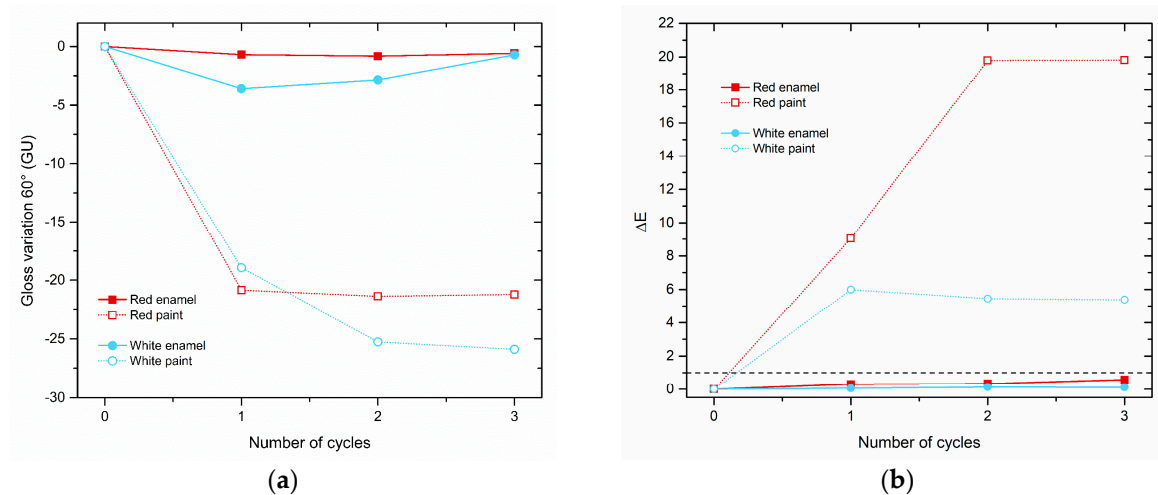 0
-5
-10
-15
-20
-25
-30
Gloss variation 60° (GU)
Red enamel
Red paint
White enamel
White paint
0 1 2 3
Number of cycles
(a)
22
20
18
16
14
12
10
8
6
4
2
0
ΔE
Red enamel
Red paint
White enamel
White paint
0 1 2 3
Number of cycles
(b)